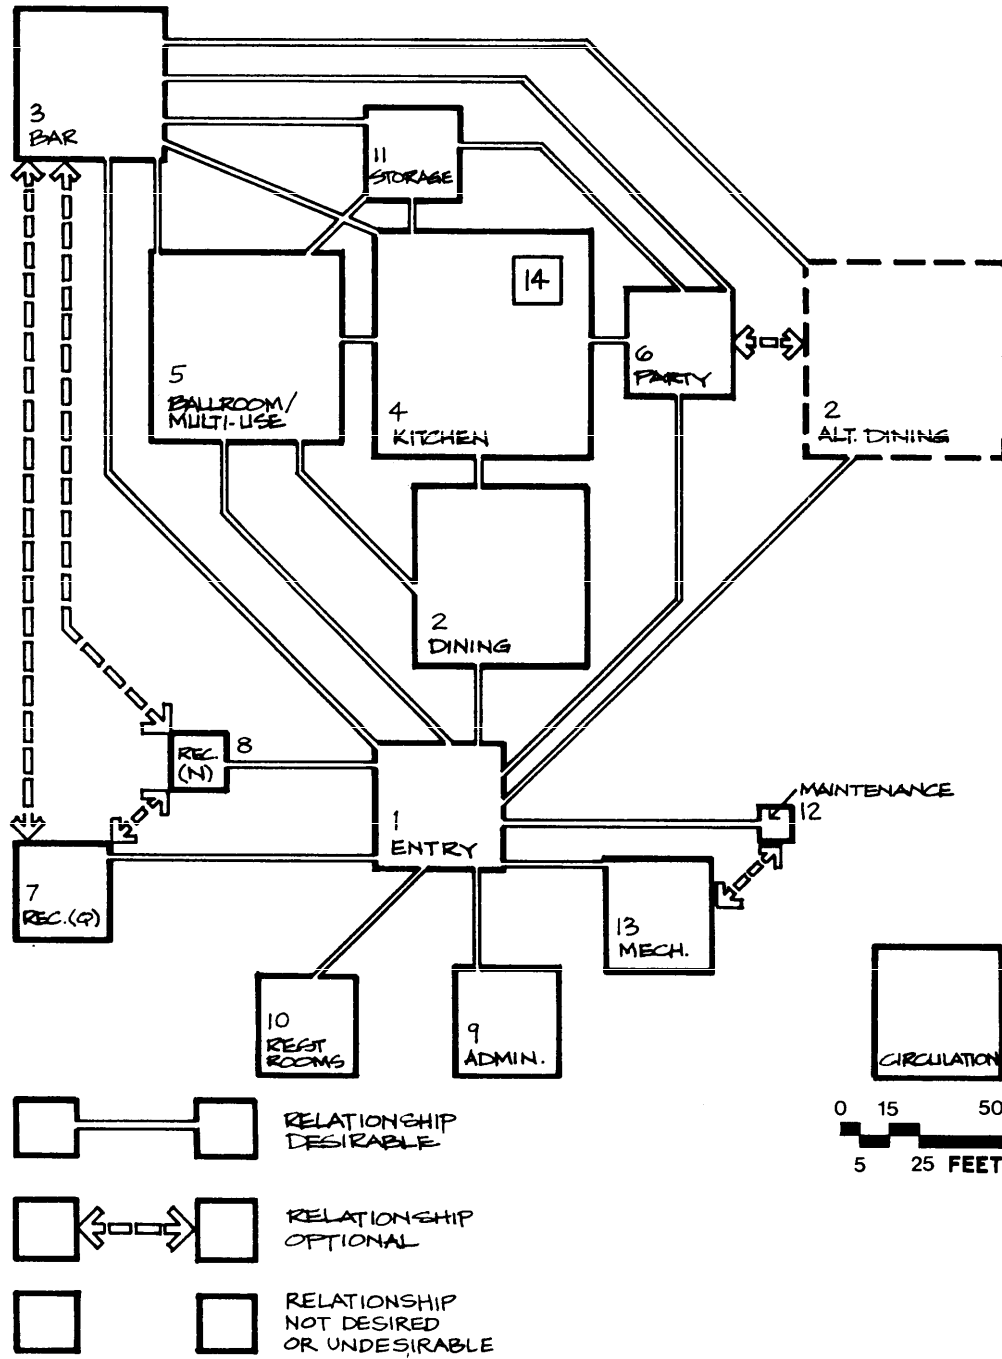 3
BAR
11
STORAGE
14
5
BALLROOM/
MULTI-USE
4
KITCHEN
6
PARTY
2
ALT. DINING
2
DINING
REC.
(N)
8
1
ENTRY
MAINTENANCE
12
7
REC.(Q)
13
MECH.
10
REST
ROOMS
9
ADMIN.
CIRCULATION
0 15 50
5 25 FEET
RELATIONSHIP
DESIRABLE
RELATIONSHIP
OPTIONAL
RELATIONSHIP
NOT DESIRED
OR UNDESIRABLE